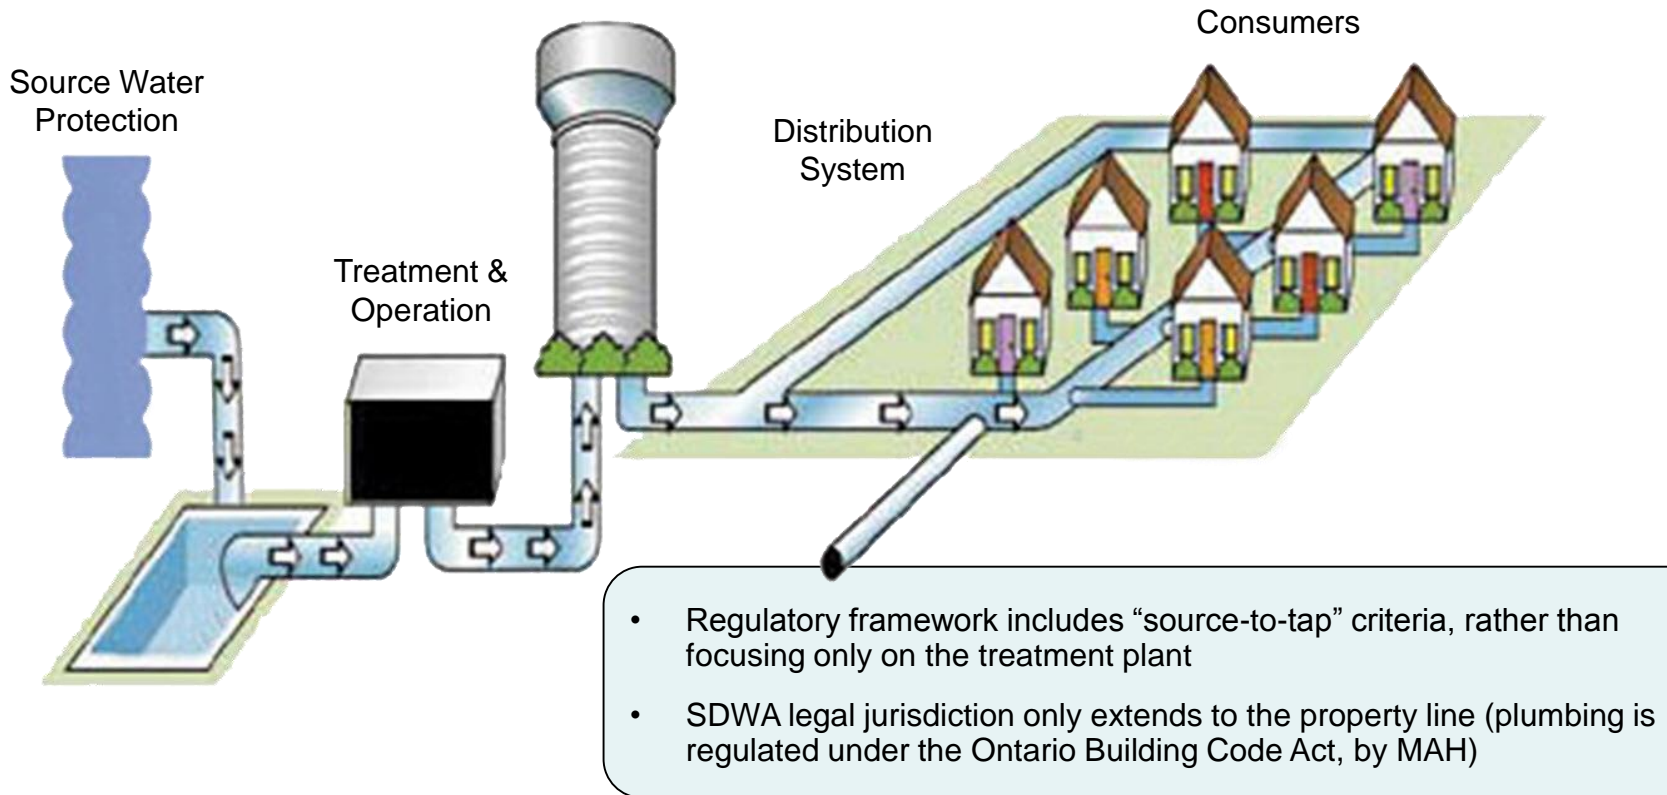 Source Water
Protection
Treatment &
Operation
Distribution
System
Consumers
• Regulatory framework includes “source-to-tap” criteria, rather than
focusing only on the treatment plant
• SDWA legal jurisdiction only extends to the property line (plumbing is
regulated under the Ontario Building Code Act, by MAH)